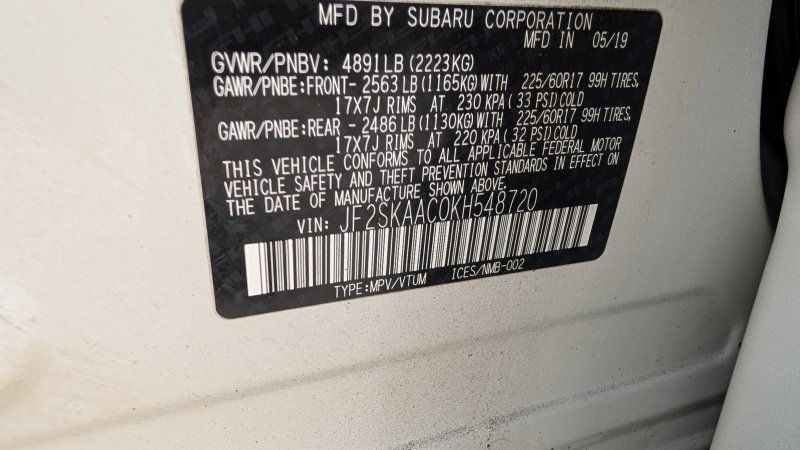 MFD BY SUBARU CORPORATION
MFD IN 05/19
GVWR/PNBV: 4891LB (2223KG)
GAWR/PNBE:FRONT- 2563 LB (1165KG) WITH 225/60R17 99H TIRES,
17X7J RIMS AT 230 KPA ( 33 PSI) COLD
GAWR/PNBE:REAR - 2486 LB (1130KG) WITH 225/60R17 99H TIRES,
17X7J RIMS AT 220 KPA ( 32 PSI) COLD
THIS VEHICLE CONFORMS TO ALL APPLICABLE FEDERAL MOTOR
VEHICLE SAFETY AND THEFT PREVENTION STANDARDS IN EFFECT ON
THE DATE OF MANUFACTURE SHOWN ABOVE.
VIN: JF2SKAAC0KH548720
TYPE:MPV/VTUM ICES/NMB-002